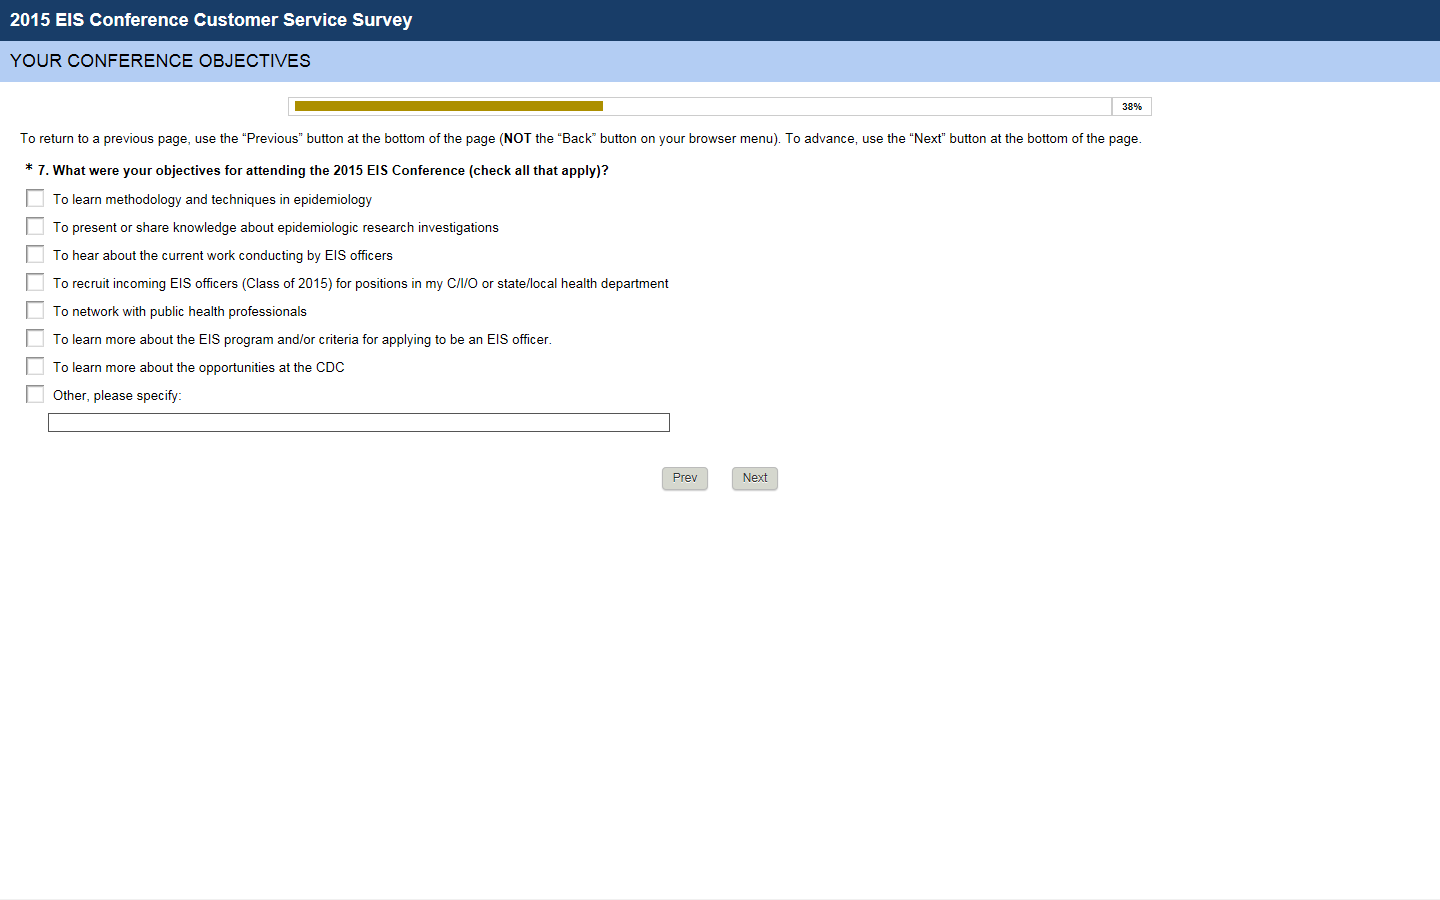 2015 EIS Conference Customer Service Survey
YOUR CONFERENCE OBJECTIVES
38%
To return to a previous page, use the “Previous” button at the bottom of the page (NOT the “Back” button on your browser menu). To advance, use the “Next” button at the bottom of the page.
* 7. What were your objectives for attending the 2015 EIS Conference (check all that apply)?
To learn methodology and techniques in epidemiology
To present or share knowledge about epidemiologic research investigations
To hear about the current work conducting by EIS officers
To recruit incoming EIS officers (Class of 2015) for positions in my C/I/O or state/local health department
To network with public health professionals
To learn more about the EIS program and/or criteria for applying to be an EIS officer.
To learn more about the opportunities at the CDC
Other, please specify:
Prev Next